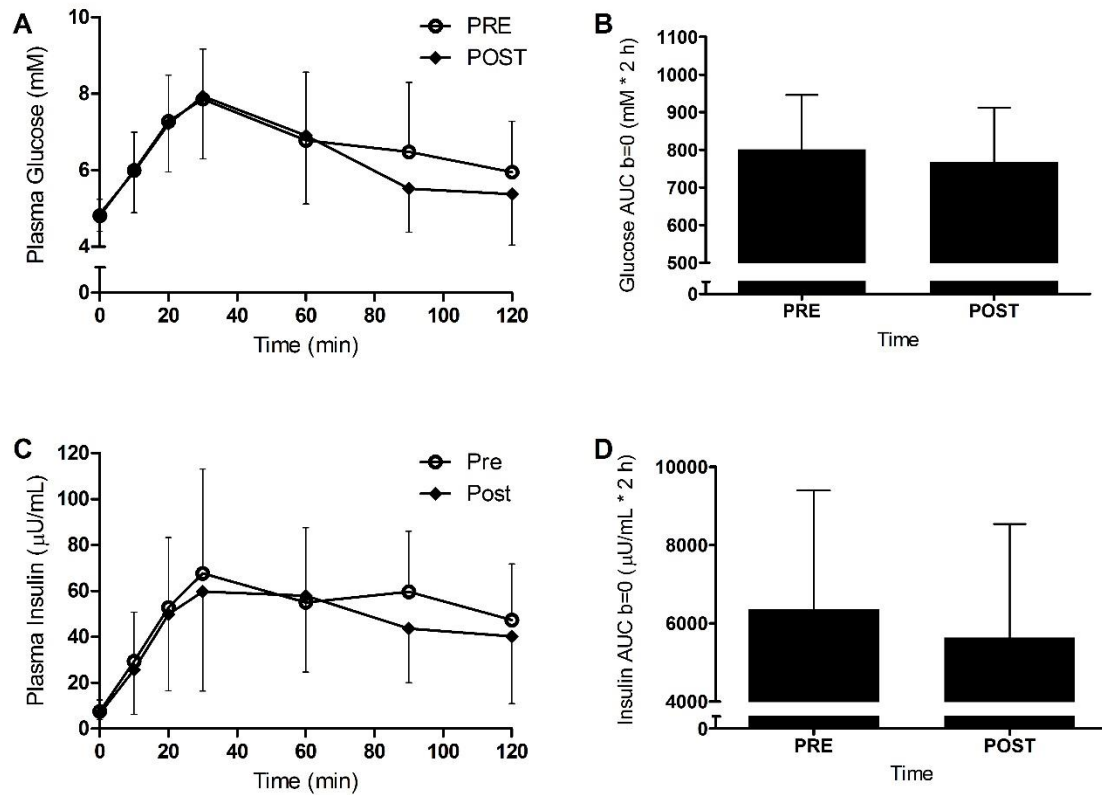 A
Plasma Glucose (mM)
10
8
6
4
0
PRE
POST
0 20 40 60 80 100 120
Time (min)
B
Glucose AUC b=0 (mM * 2 h)
1100
1000
900
800
700
600
500
0
PRE POST
Time
C
Plasma Insulin (μU/mL)
120
100
80
60
40
20
0
Pre
Post
0 20 40 60 80 100 120
Time (min)
D
Insulin AUC b=0 (μU/mL * 2 h)
10000
8000
6000
4000
0
PRE POST
Time